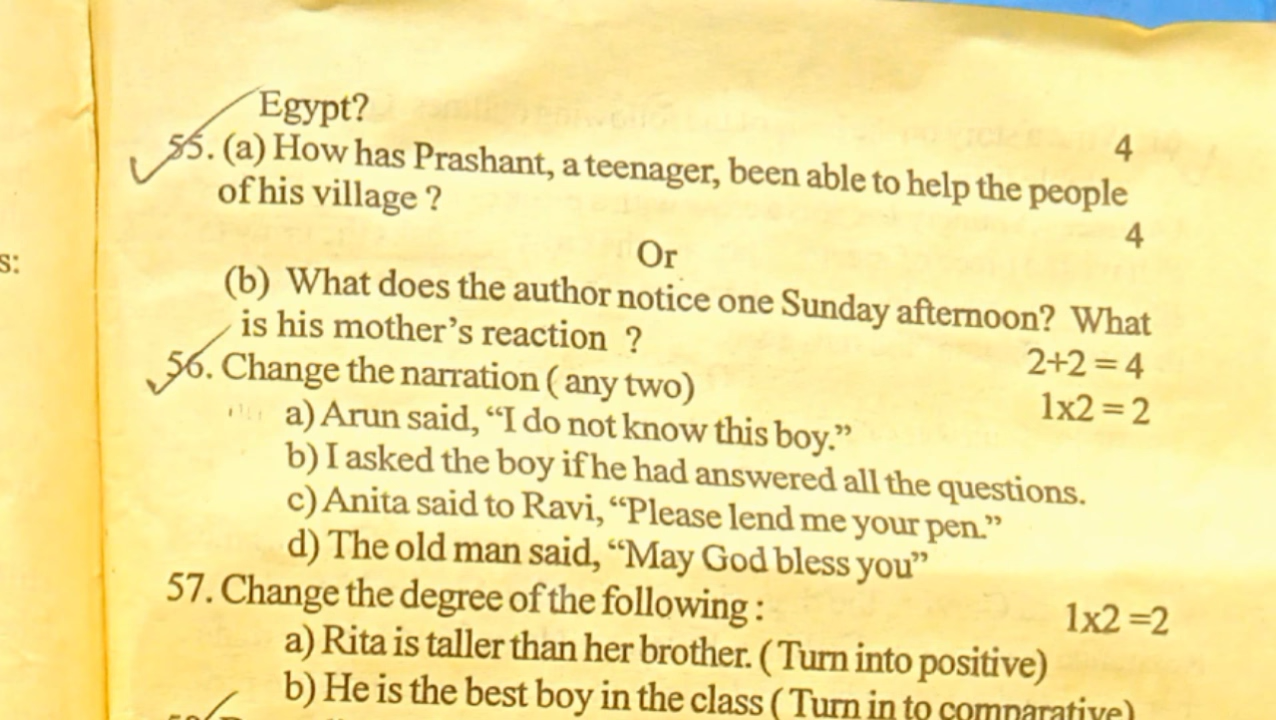 Egypt?
4
55. (a) How has Prashant, a teenager, been able to help the people
of his village ?
4
Or
(b) What does the author notice one Sunday afternoon? What
is his mother's reaction ?
2+2 = 4
56. Change the narration ( any two)
1x2 = 2
a) Arun said, “I do not know this boy.”
b) I asked the boy if he had answered all the questions.
c) Anita said to Ravi, “Please lend me your pen.”
d) The old man said, “May God bless you”
57. Change the degree of the following :
1x2 =2
a) Rita is taller than her brother. ( Turn into positive)
b) He is the best boy in the class ( Turn in to comparative)
s: